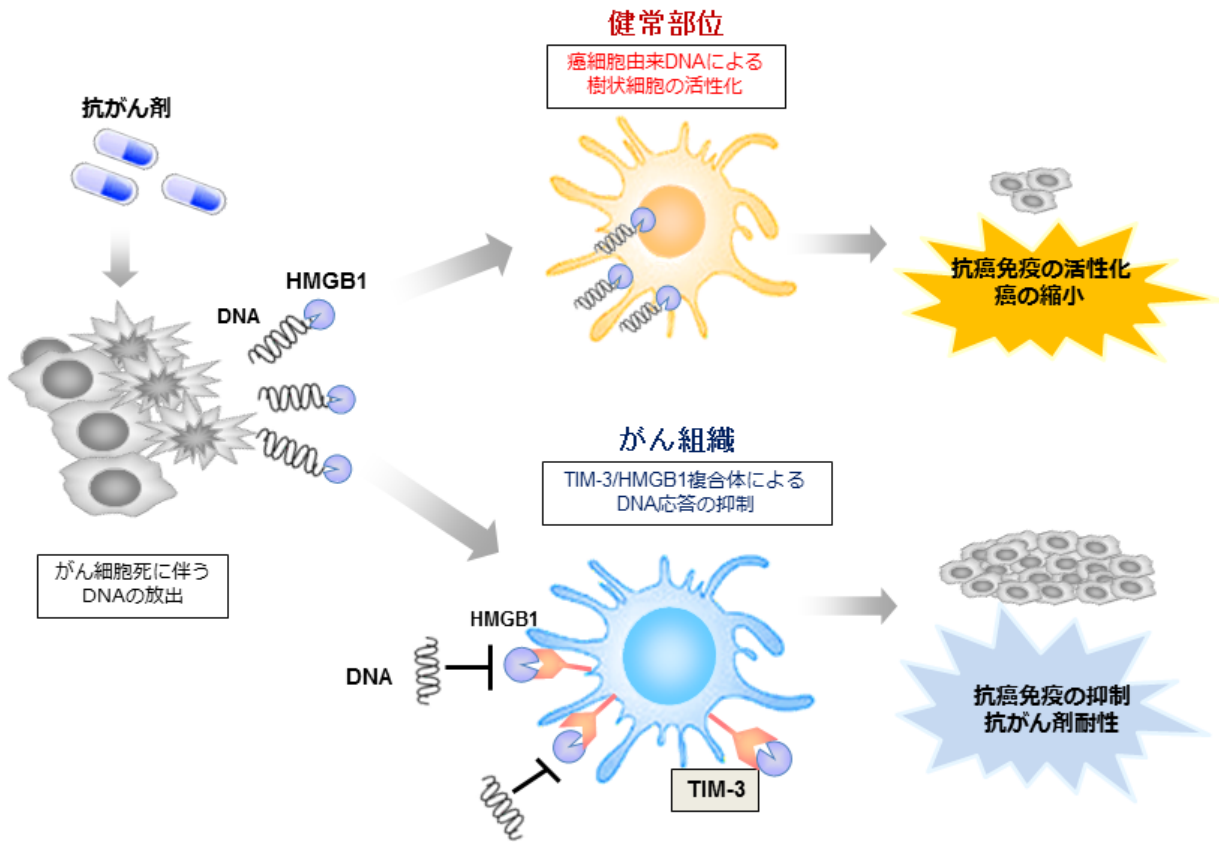 健常部位
癌細胞由来DNAによる
樹状細胞の活性化
抗がん剤
HMGB1
DNA
抗癌免疫の活性化
癌の縮小
がん組織
TIM-3/HMGB1複合体による
DNA応答の抑制
がん細胞死に伴う
DNAの放出
HMGB1
DNA
抗癌免疫の抑制
抗がん剤耐性
TIM-3